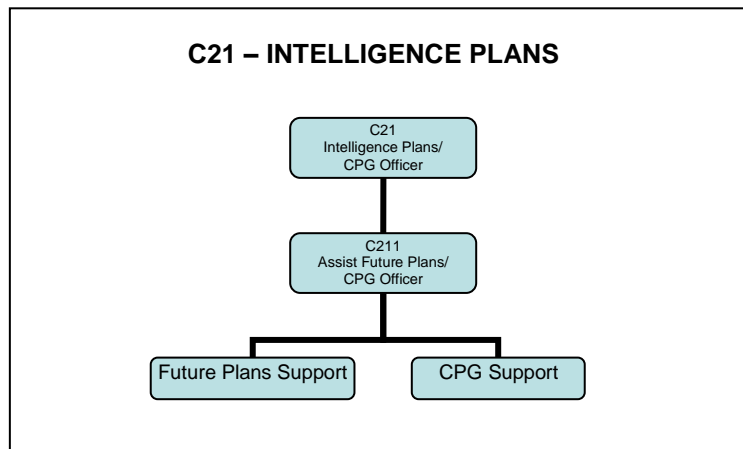 C21 – INTELLIGENCE PLANS
C21
Intelligence Plans/
CPG Officer
C211
Assist Future Plans/
CPG Officer
Future Plans Support
CPG Support